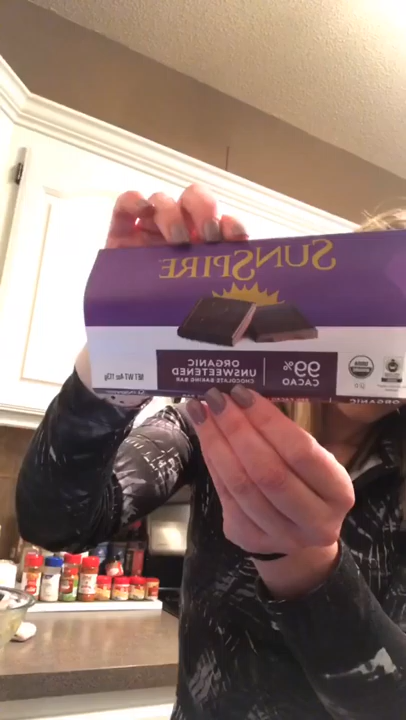 SUNSPIRE
99%
CACAO
ORGANIC
UNSWEETENED
CHOCOLATE BAKING BAR
NET WT 4oz 113g
ORGANIC